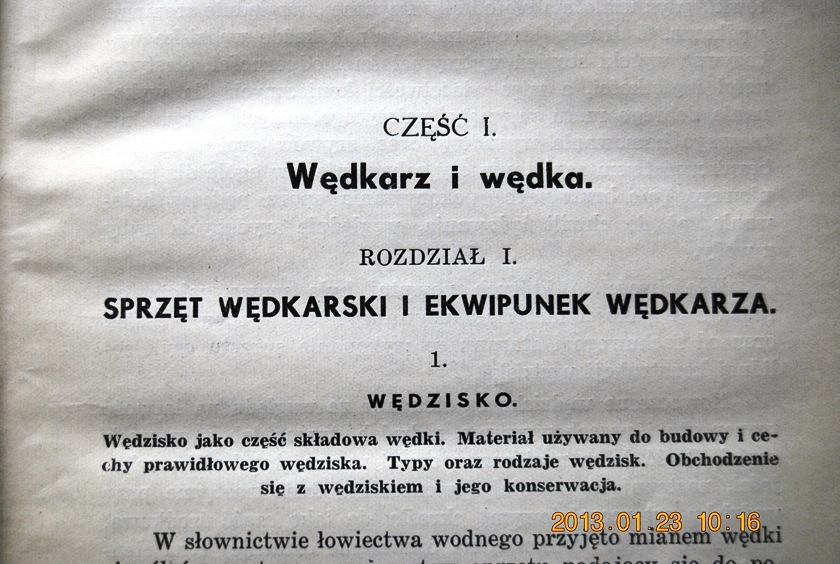 CZĘŚĆ I.
Wędkarz i wędka.
ROZDZIAŁ I.
SPRZĘT WĘDKARSKI I EKWIPUNEK WĘDKARZA.
1.
WĘDZISKO.
Wędzisko jako część składowa wędki. Materiał używany do budowy i ce-
chy prawidłowego wędziska. Typy oraz rodzaje wędzisk. Obchodzenie
się z wędziskiem i jego konserwacja.
2013.01.23 10:16
W słownictwie łowiectwa wodnego przyjęto mianem wędki